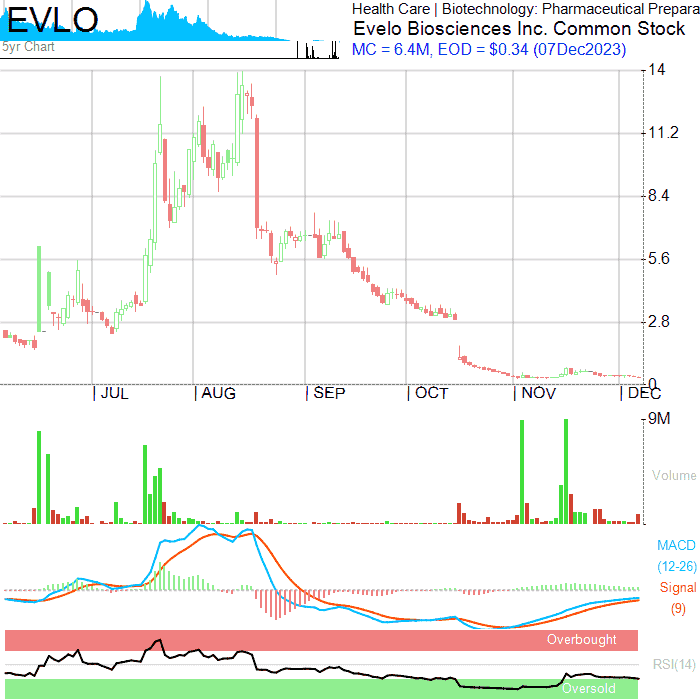 EVLO
5yr Chart
Health Care | Biotechnology: Pharmaceutical Prepara
Evelo Biosciences Inc. Common Stock
MC = 6.4M, EOD = $0.34 (07Dec2023)
14
11.2
8.4
5.6
2.8
0
JUL AUG SEP OCT NOV DEC
9M
Volume
MACD
(12-26)
Signal
(9)
Overbought
RSI(14)
Oversold